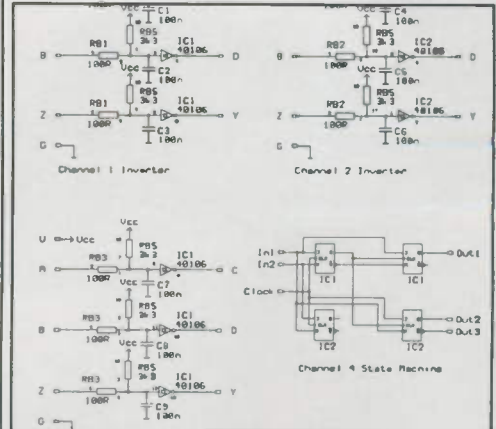 C1
100n
RB5
3k3
RB1
IC1
40106
B
D
100R
C2
100n
Vcc
RB5
3k3
RB1
IC1
40106
Z
Y
100R
C3
100n
G
Channel 1 Inverter
C4
100n
RB5
3k3
RB2
IC2
40106
B
D
100R
Vcc
C5
100n
RB5
3k3
RB2
IC2
40106
Z
Y
100R
C6
100n
G
Channel 2 Inverter
V
Vcc
Vcc
RB5
3k3
RB3
IC1
40106
A
C
100R
Vcc
C7
100n
RB5
3k3
RB3
IC1
40106
B
D
100R
Vcc
C8
100n
RB5
RB3
IC1
40106
Z
Y
100R
C9
100n
G
In1
In2
Clock
IC1
IC1
IC2
IC2
Out1
Out2
Out3
Channel 4 State Machine